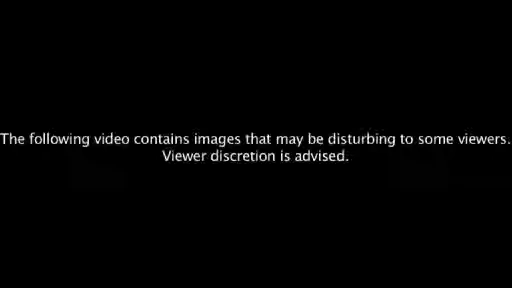 The following video contains images that may be disturbing to some viewers.
Viewer discretion is advised.